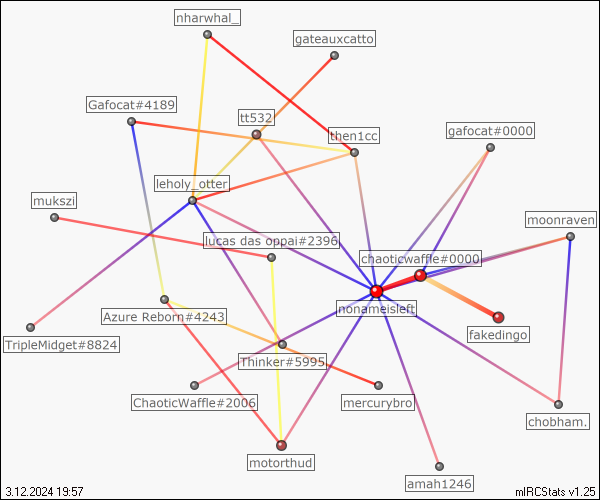 nharwhal_
gateauxcatto
Gafocat#4189
tt532
gafocat#0000
then1cc
leholy_otter
mukszi
moonraven
lucas das oppai#2396
chaoticwaffle#0000
nonameisleft
Azure Reborn#4243
fakedingo
TripleMidget#8824
Thinker#5995
ChaoticWaffle#2006
mercurybro
chobham.
motorthud
amah1246
3.12.2024 19:57
mIRCStats v1.25